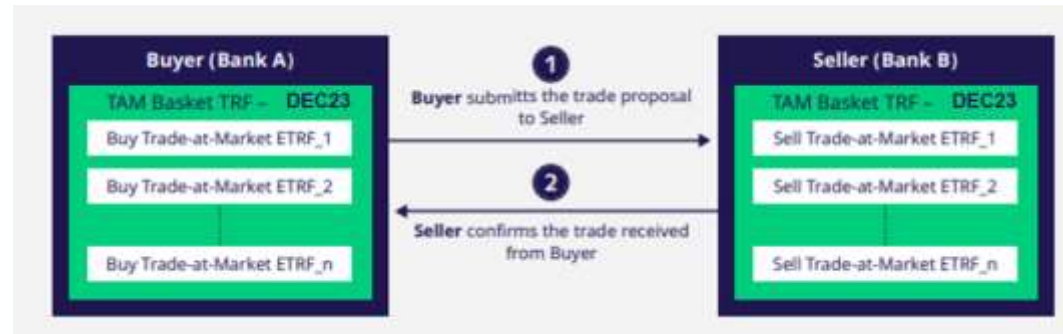 Buyer (Bank A)
TAM Basket TRF – DEC23
Buy Trade-at-Market ETRF_1
Buy Trade-at-Market ETRF_2
Buy Trade-at-Market ETRF_n
1
Buyer submitts the trade proposal
to Seller
2
Seller confirms the trade received
from Buyer
Seller (Bank B)
TAM Basket TRF – DEC23
Sell Trade-at-Market ETRF_1
Sell Trade-at-Market ETRF_2
Sell Trade-at-Market ETRF_n